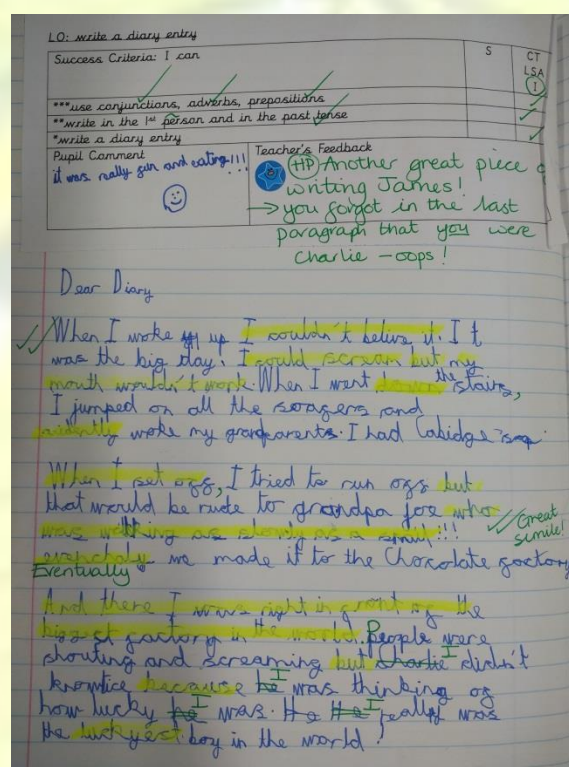 LO: write a diary entry
Success Criteria: I can
S
CT
LSA
I
***use conjunctions, adverbs, prepositions
**write in the 1st person and in the past tense
*write a diary entry
Pupil Comment
it was really fun and eating!!!
Teacher's Feedback
HP Another great piece o
writing James!
→ you forgot in the last
paragraph that you were
Charlie – oops!
Dear Diary
When I woke up I couldn't belive it. It
was the big day. I could scream but my
mouth wouldn't work. When I went down the stairs,
I jumped on all the
and
woke my grandparents. I had Cabidge
When I set off, I tried to run off but
that would be rude to grandpa Joe who
was walking as slowly as a snail!!!
Great
simile!
we made it to the Chocolate factory
Eventually
And there I was right in front of the
biggest factory in the world. People were
shouting and screaming but Charlie I didn't
knowtice because he I was thinking of
how lucky he I was. He I really was
the luckyest boy in the world!